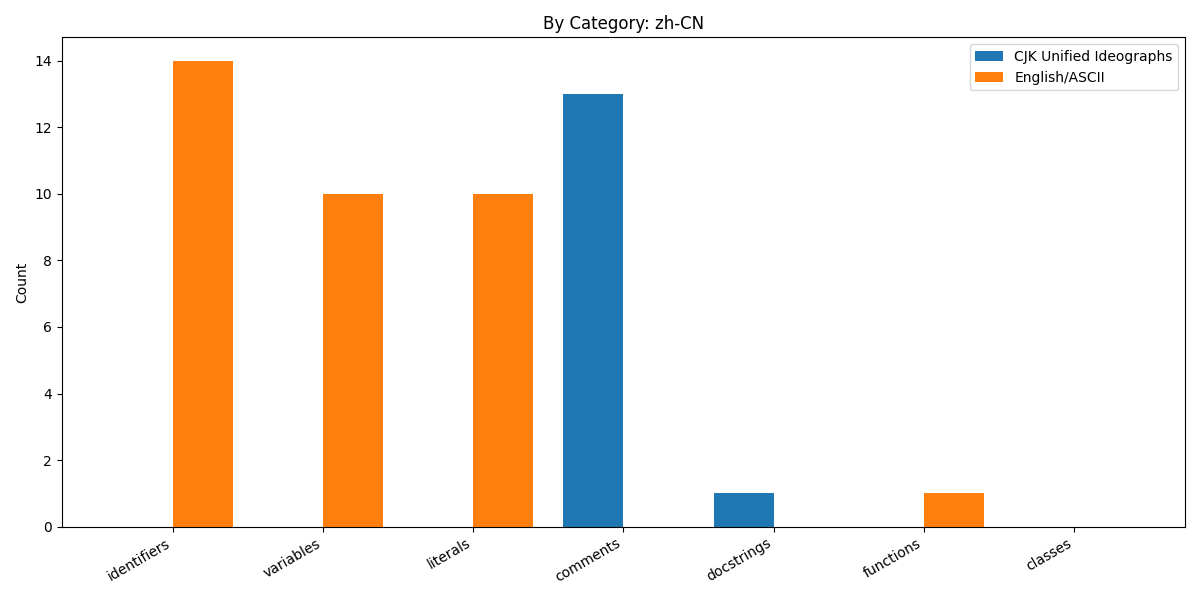 By Category: zh-CN
CJK Unified Ideographs
English/ASCII
Count
14
12
10
8
6
4
2
0
identifiers
variables
literals
comments
docstrings
functions
classes